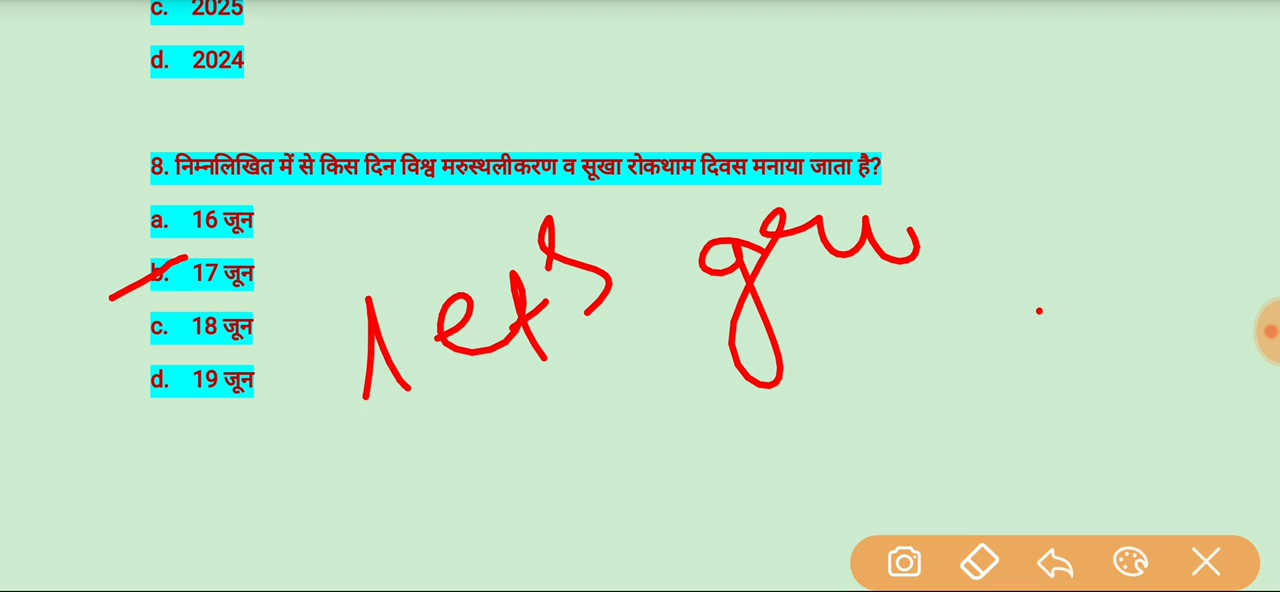 c. 2025
d. 2024
8. निम्नलिखित में से किस दिन विश्व मरुस्थलीकरण व सूखा रोकथाम दिवस मनाया जाता है?
a. 16 जून
b. 17 जून
c. 18 जून
d. 19 जून
let's